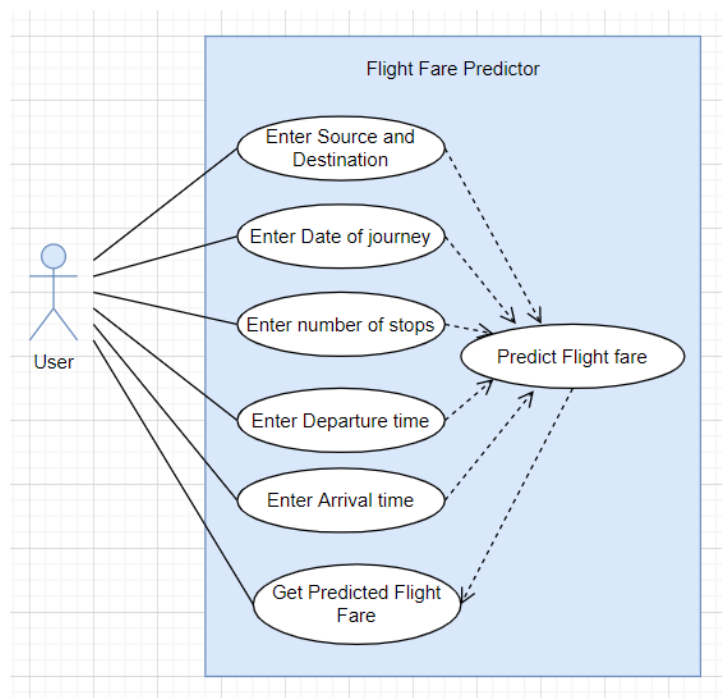 Flight Fare Predictor
Enter Source and
Destination
Enter Date of journey
Enter number of stops
Predict Flight fare
User
Enter Departure time
Enter Arrival time
Get Predicted Flight
Fare